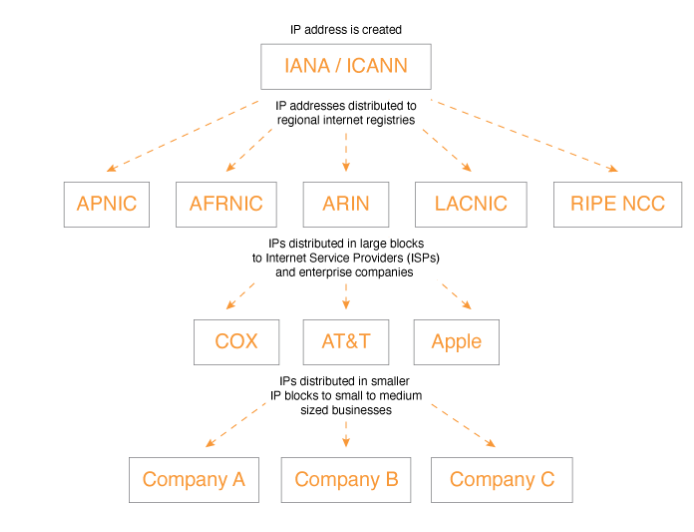 IP address is created
IANA / ICANN
IP addresses distributed to
regional internet registries
APNIC
AFRNIC
ARIN
LACNIC
RIPE NCC
IPs distributed in large blocks
to Internet Service Providers (ISPs)
and enterprise companies
COX
AT&T
Apple
IPs distributed in smaller
IP blocks to small to medium
sized businesses
Company A
Company B
Company C